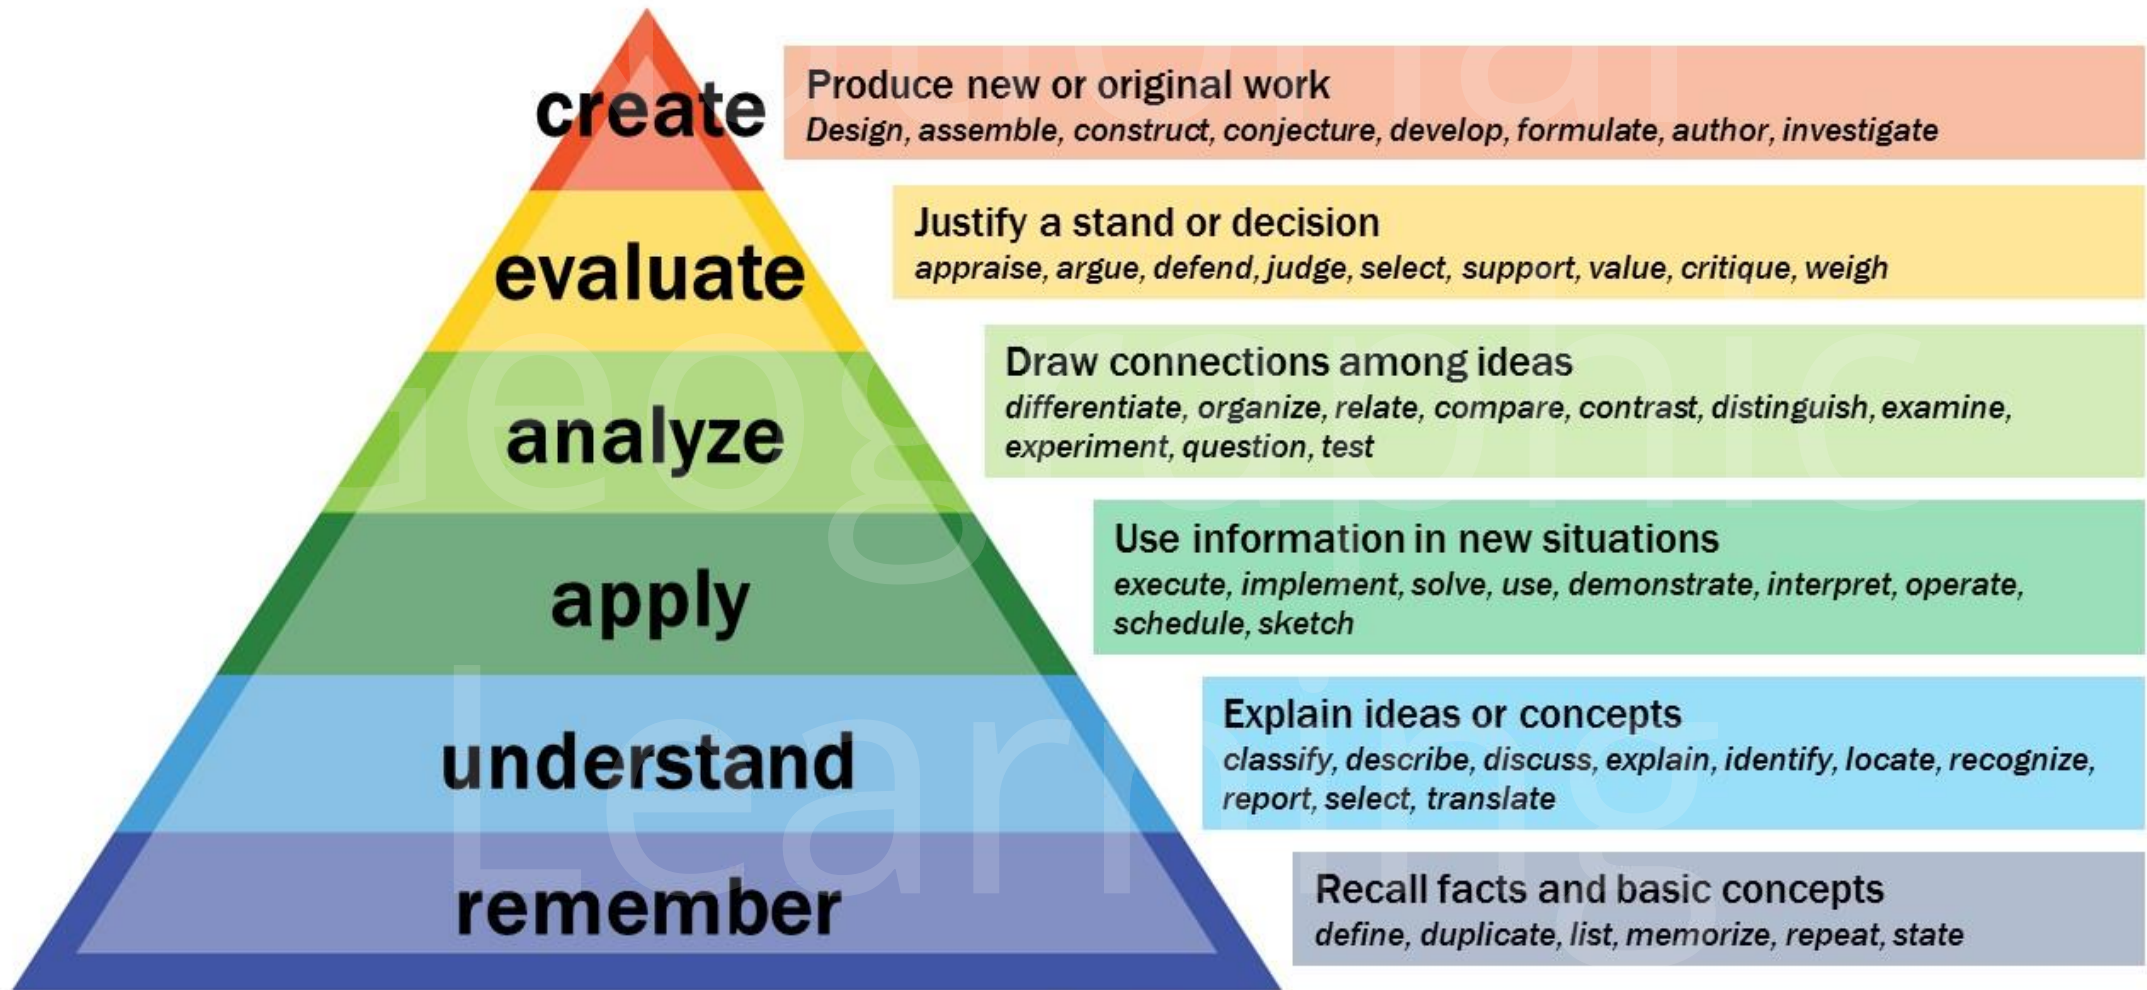 create
Produce new or original work
Design, assemble, construct, conjecture, develop, formulate, author, investigate
evaluate
Justify a stand or decision
appraise, argue, defend, judge, select, support, value, critique, weigh
analyze
Draw connections among ideas
differentiate, organize, relate, compare, contrast, distinguish, examine,
experiment, question, test
apply
Use information in new situations
execute, implement, solve, use, demonstrate, interpret, operate,
schedule, sketch
understand
Explain ideas or concepts
classify, describe, discuss, explain, identify, locate, recognize,
report, select, translate
remember
Recall facts and basic concepts
define, duplicate, list, memorize, repeat, state
Geographic
Learning